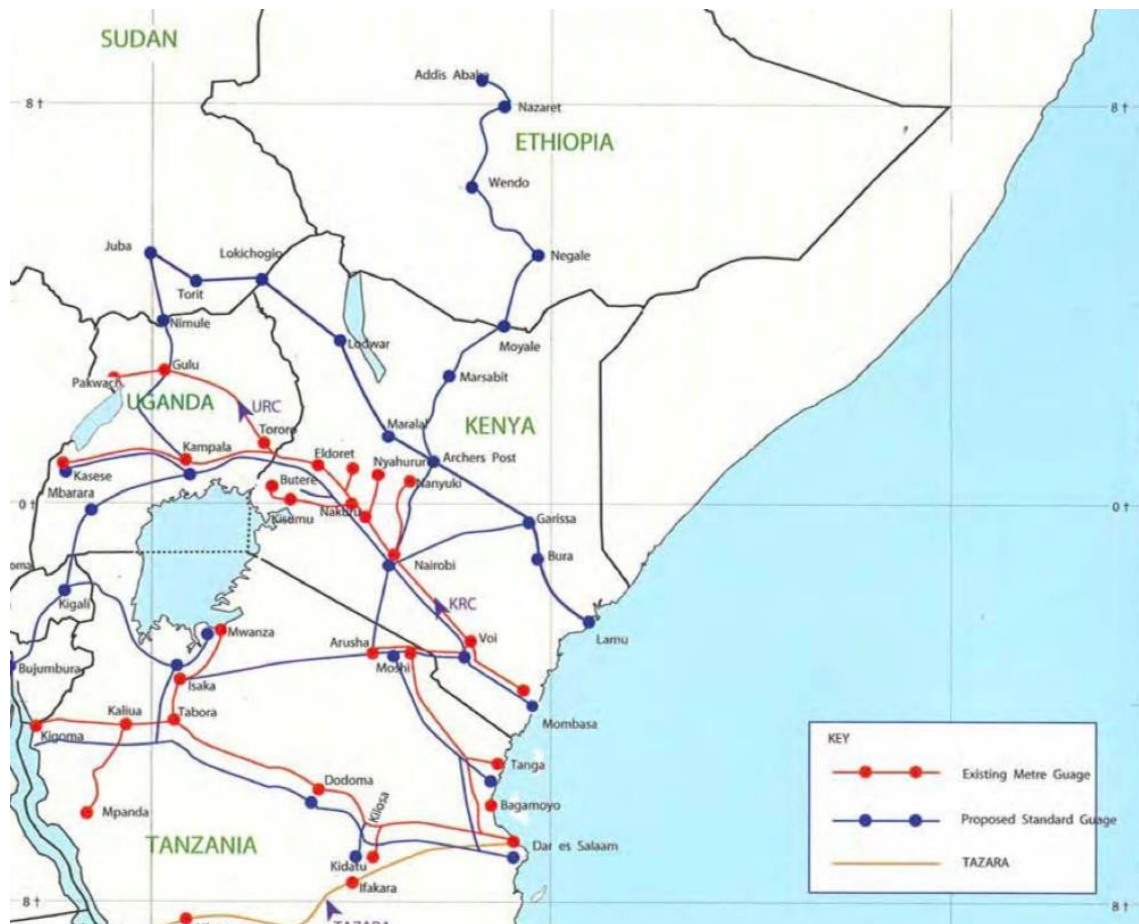 SUDAN
Addis Ababa
8 †
Nazaret
8 †
ETHIOPIA
Wendo
Juba
Lokichogio
Negale
Torit
Nimule
Lodwar
Moyale
Gulu
Pakwach
Marsabit
UGANDA
URC
KENYA
Maralal
Tororo
Kampala
Eldoret
Archers Post
Nyahururu
Kasese
Butere
Nanyuki
Mbarara
0 †
Kisumu
Nakuru
Garissa
0 †
Bura
Nairobi
Kigali
KRC
Mwanza
Arusha
Voi
Lamu
Bujumbura
Moshi
Isaka
Kaliua
Tabora
Mombasa
Kigoma
KEY
Tanga
Existing Metre Guage
Dodoma
Mpanda
Kilosa
Bagamoyo
Proposed Standard Guage
TANZANIA
Dar es Salaam
Kidatu
TAZARA
Ifakara
8 †
8 †
TAZARA